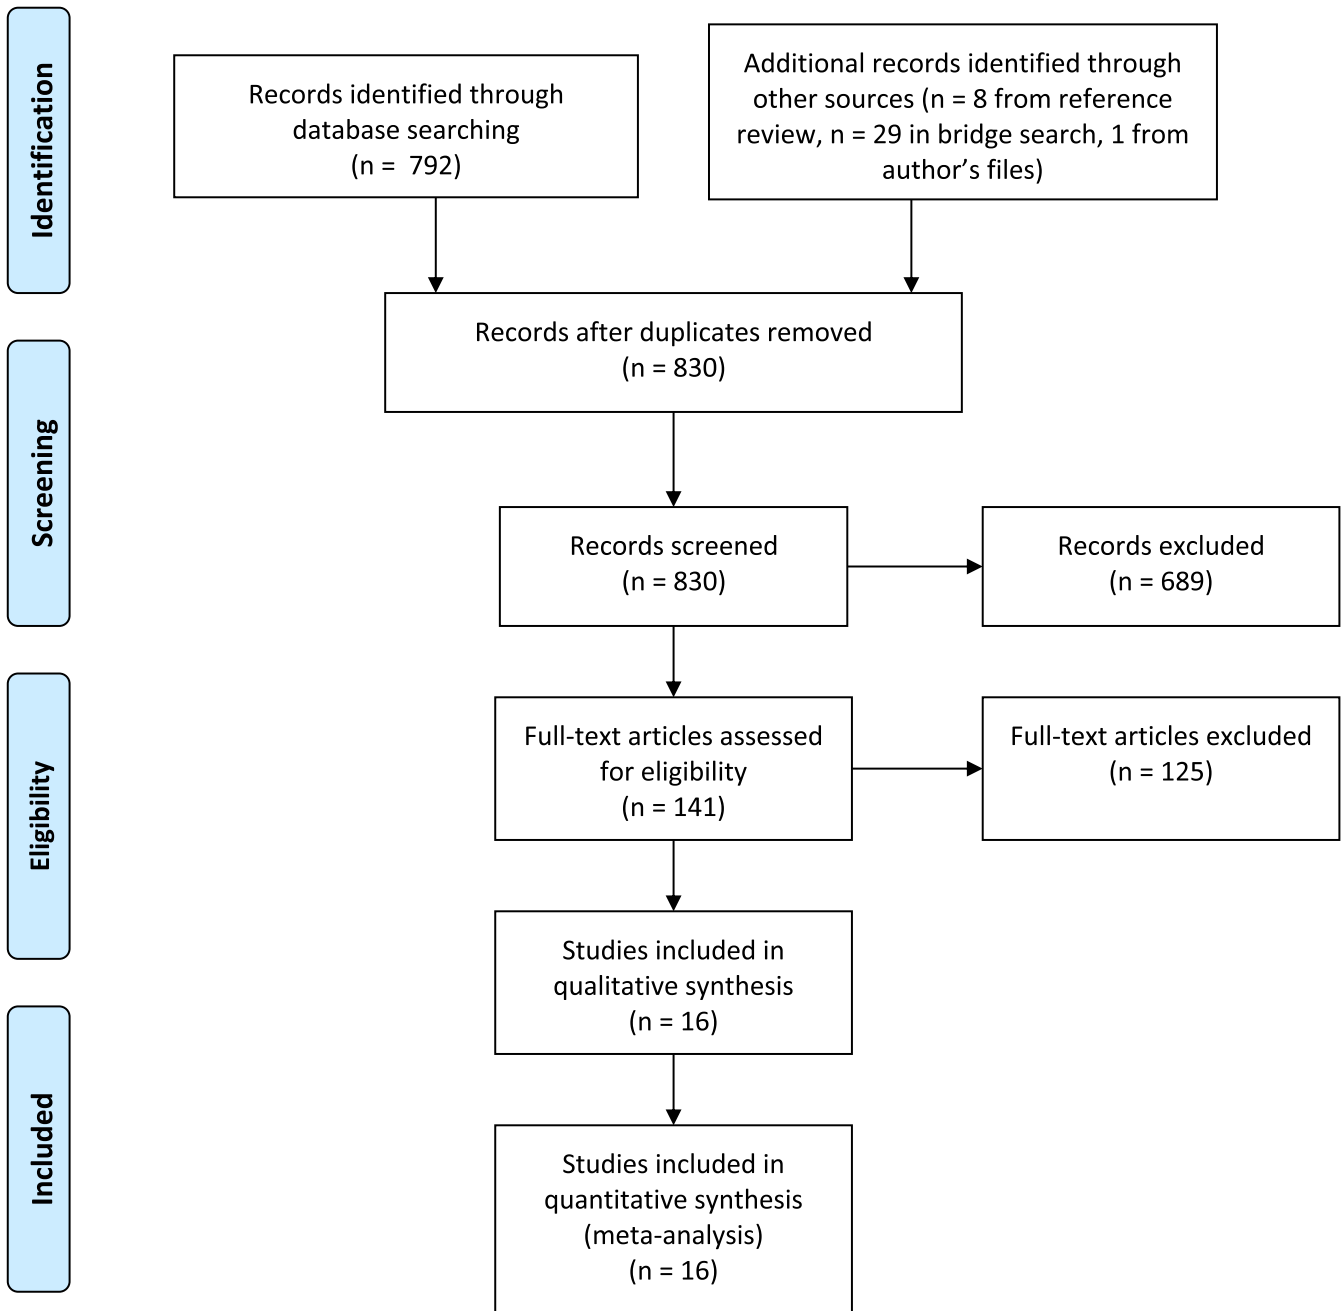 Identification
Records identified through
database searching
(n =  792)
Additional records identified through
other sources (n = 8 from reference
review, n = 29 in bridge search, 1 from
author’s files)
Records after duplicates removed
(n = 830)
Screening
Records screened
(n = 830)
Records excluded
(n = 689)
Eligibility
Full-text articles assessed
for eligibility
(n = 141)
Full-text articles excluded
(n = 125)
Studies included in
qualitative synthesis
(n = 16)
Included
Studies included in
quantitative synthesis
(meta-analysis)
(n = 16)